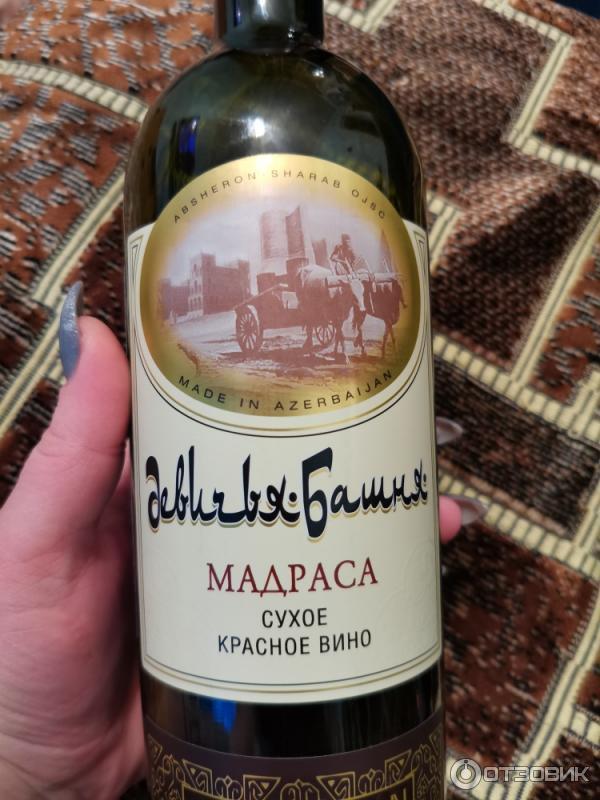 ABSHERON-SHARAB OJSC
MADE IN AZERBAIJAN
Девичья·Башня·
МАДРАСА
СУХОЕ
КРАСНОЕ ВИНО
ОТЗОВИК